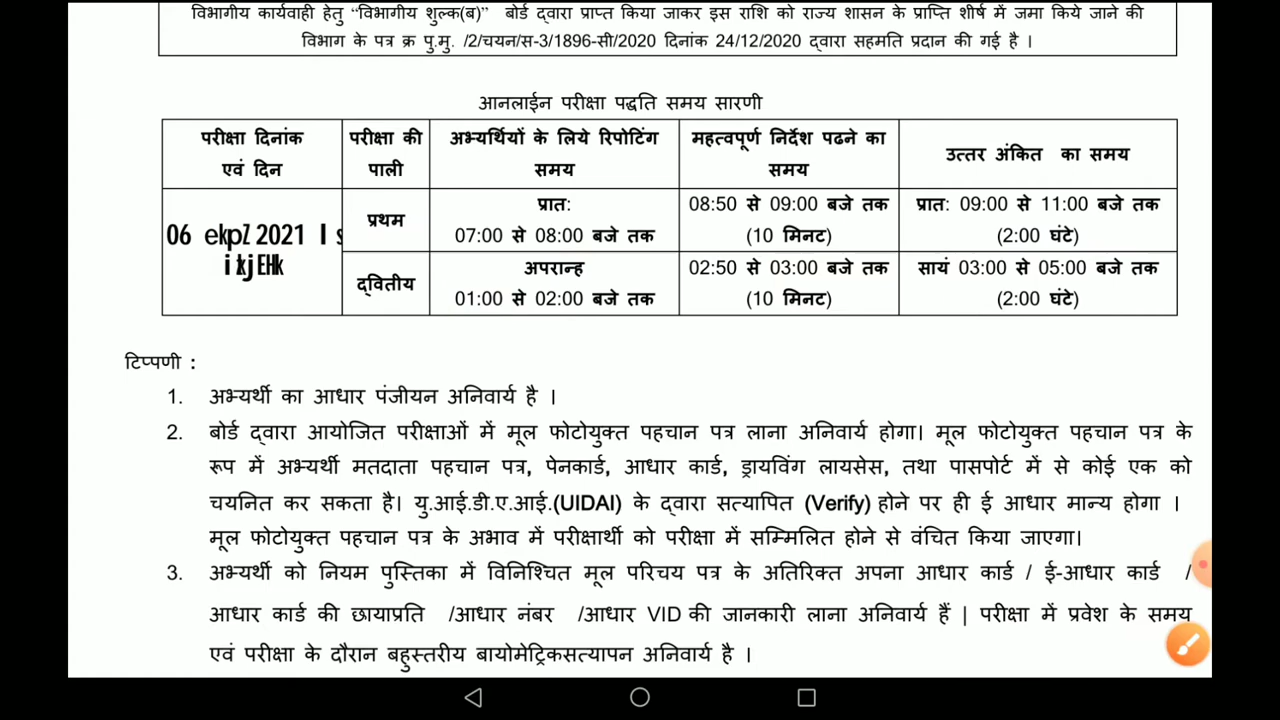 विभागीय कार्यवाही हेतु “विभागीय शुल्क(ब)” बोर्ड द्वारा प्राप्त किया जाकर इस राशि को राज्य शासन के प्राप्ति शीर्ष में जमा किये जाने की
विभाग के पत्र क्र पु.मु. /2/चयन/स-3/1896-सी/2020 दिनांक 24/12/2020 द्वारा सहमति प्रदान की गई है ।
आनलाईन परीक्षा पद्धति समय सारणी
परीक्षा दिनांक एवं दिन परीक्षा की पाली अभ्यर्थियों के लिये रिपोटिंग समय महत्वपूर्ण निर्देश पढने का समय उत्तर अंकित का समय
06 ekpZ 2021 l s
प्रथम प्रात: 07:00 से 08:00 बजे तक 08:50 से 09:00 बजे तक (10 मिनट) प्रात: 09:00 से 11:00 बजे तक (2:00 घंटे)
द्वितीय अपरान्ह 01:00 से 02:00 बजे तक 02:50 से 03:00 बजे तक (10 मिनट) सायं 03:00 से 05:00 बजे तक (2:00 घंटे)
टिप्पणी :
1. अभ्यर्थी का आधार पंजीयन अनिवार्य है ।
2. बोर्ड द्वारा आयोजित परीक्षाओं में मूल फोटोयुक्त पहचान पत्र लाना अनिवार्य होगा। मूल फोटोयुक्त पहचान पत्र के
रूप में अभ्यर्थी मतदाता पहचान पत्र, पेनकार्ड, आधार कार्ड, ड्रायविंग लायसेस, तथा पासपोर्ट में से कोई एक को
चयनित कर सकता है। यु.आई.डी.ए.आई.(UIDAI) के द्वारा सत्यापित (Verify) होने पर ही ई आधार मान्य होगा ।
मूल फोटोयुक्त पहचान पत्र के अभाव में परीक्षार्थी को परीक्षा में सम्मिलित होने से वंचित किया जाएगा।
3. अभ्यर्थी को नियम पुस्तिका में विनिश्चित मूल परिचय पत्र के अतिरिक्त अपना आधार कार्ड / ई-आधार कार्ड /
आधार कार्ड की छायाप्रति /आधार नंबर /आधार VID की जानकारी लाना अनिवार्य हैं | परीक्षा में प्रवेश के समय
एवं परीक्षा के दौरान बहुस्तरीय बायोमेट्रिकसत्यापन अनिवार्य है ।